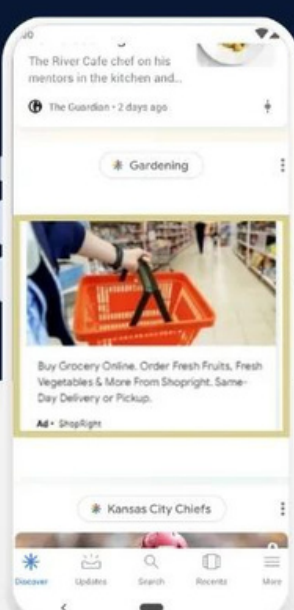 The River Cafe chef on his
mentors in the kitchen and...
The Guardian • 2 days ago
Gardening
Buy Grocery Online. Order Fresh Fruits, Fresh
Vegetables & More From Shopright. Same-
Day Delivery or Pickup.
Ad • ShopRight
Kansas City Chiefs
Discover Updates Search Recents More